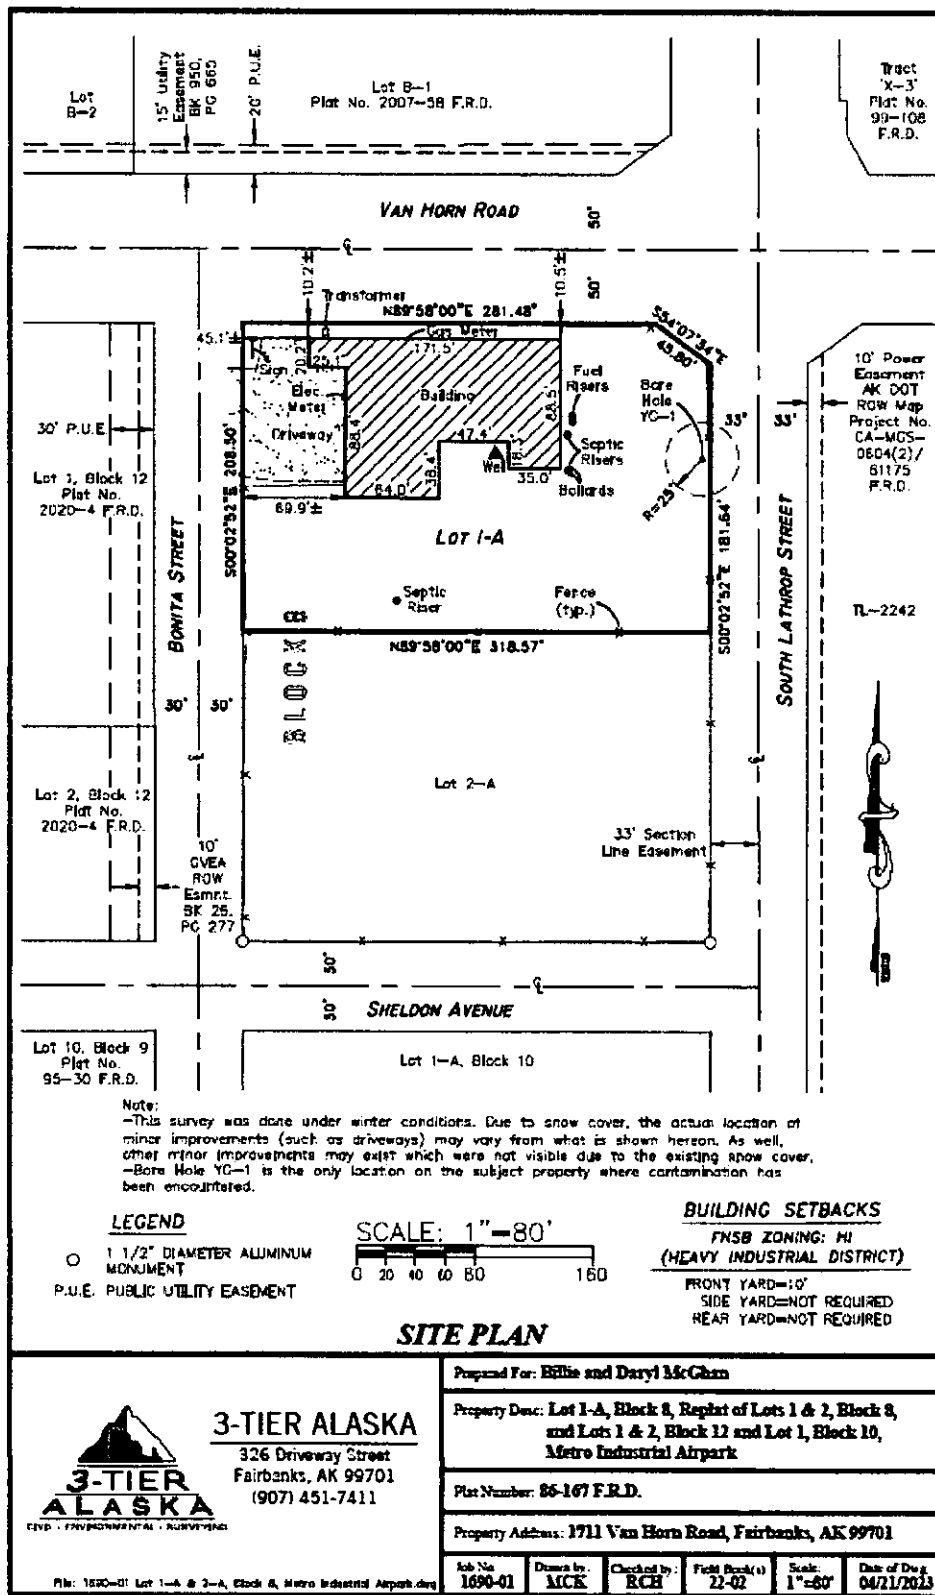 Lot
B-2
15' Utility
Easement
BK 950,
PG 665
20' P.U.E.
Lot B-1
Plat No. 2007-58 F.R.D.
Tract
'X-3'
Plat No.
99-108
F.R.D.
VAN HORN ROAD
50'
℄
10.2'±
10.5'±
50'
Transformer
N89°58'00"E 281.48'
S54°07'54"E
45.80'
45.1'±
Gas Meter
171.5'
Sign
20.2'
25.1'
Building
Elec.
Meter
Driveway
88.4'
88.5'
Fuel
Risers
Bore
Hole
YC-1
33'
33'
10' Power
Easement
AK DOT
ROW Map
Project No.
CA-MGS-
0604(2)/
61175
F.R.D.
30' P.U.E
47.4'
Well
38.4'
35.0'
64.0'
Septic
Risers
Bollards
R=25'
69.9'±
Lot 1, Block 12
Plat No.
2020-4 F.R.D.
S00°02'52"E 208.50'
BONITA STREET
LOT 1-A
S00°02'52"E 181.64'
SOUTH LATHROP STREET
Septic
Riser
Fence
(typ.)
TL-2242
N89°58'00"E 318.57'
BLOCK 8
30'
30'
℄
℄
Lot 2-A
Lot 2, Block 12
Plat No.
2020-4 F.R.D.
33' Section
Line Easement
10'
GVEA
ROW
Esmnt.
BK 26,
PG 277
50'
℄
SHELDON AVENUE
50'
Lot 10, Block 9
Plat No.
95-30 F.R.D.
Lot 1-A, Block 10
Note:
-This survey was done under winter conditions. Due to snow cover, the actual location of
minor improvements (such as driveways) may vary from what is shown hereon. As well,
other minor improvements may exist which were not visible due to the existing snow cover.
-Bore Hole YC-1 is the only location on the subject property where contamination has
been encountered.
LEGEND
1 1/2" DIAMETER ALUMINUM
MONUMENT
P.U.E. PUBLIC UTILITY EASEMENT
SCALE: 1"=80'
0 20 40 60 80 160
BUILDING SETBACKS
FNSB ZONING: HI
(HEAVY INDUSTRIAL DISTRICT)
FRONT YARD=10'
SIDE YARD=NOT REQUIRED
REAR YARD=NOT REQUIRED
SITE PLAN
3-TIER
ALASKA
CIVIL · ENVIRONMENTAL · SURVEYING
3-TIER ALASKA
326 Driveway Street
Fairbanks, AK 99701
(907) 451-7411
File: 1690-01 Lot 1-A & 2-A, Block 8, Metro Industrial Airpark.dwg
Prepared For: Billie and Daryl McGhan
Property Desc: Lot 1-A, Block 8, Replat of Lots 1 & 2, Block 8,
and Lots 1 & 2, Block 12 and Lot 1, Block 10,
Metro Industrial Airpark
Plat Number: 86-167 F.R.D.
Property Address: 1711 Van Horn Road, Fairbanks, AK 99701
Job No. 1690-01
Drawn by: MCK
Checked by: RCH
Field Book(s) 22-02
Scale: 1"=80'
Date of Dwg. 04/21/2023